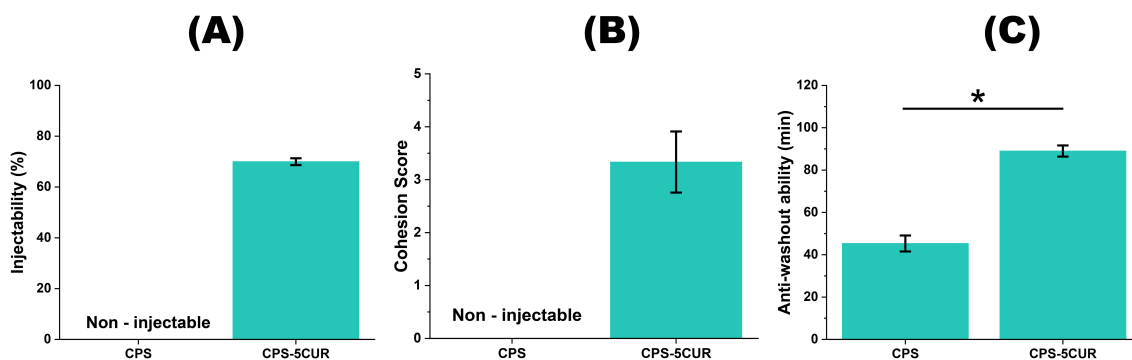 (A)
(B)
(C)
Injectability (%)
100
80
60
40
20
0
Non - injectable
CPS
CPS-5CUR
Cohesion Score
5
4
3
2
1
0
Non - injectable
CPS
CPS-5CUR
Anti-washout ability (min)
120
100
80
60
40
20
0
*
CPS
CPS-5CUR